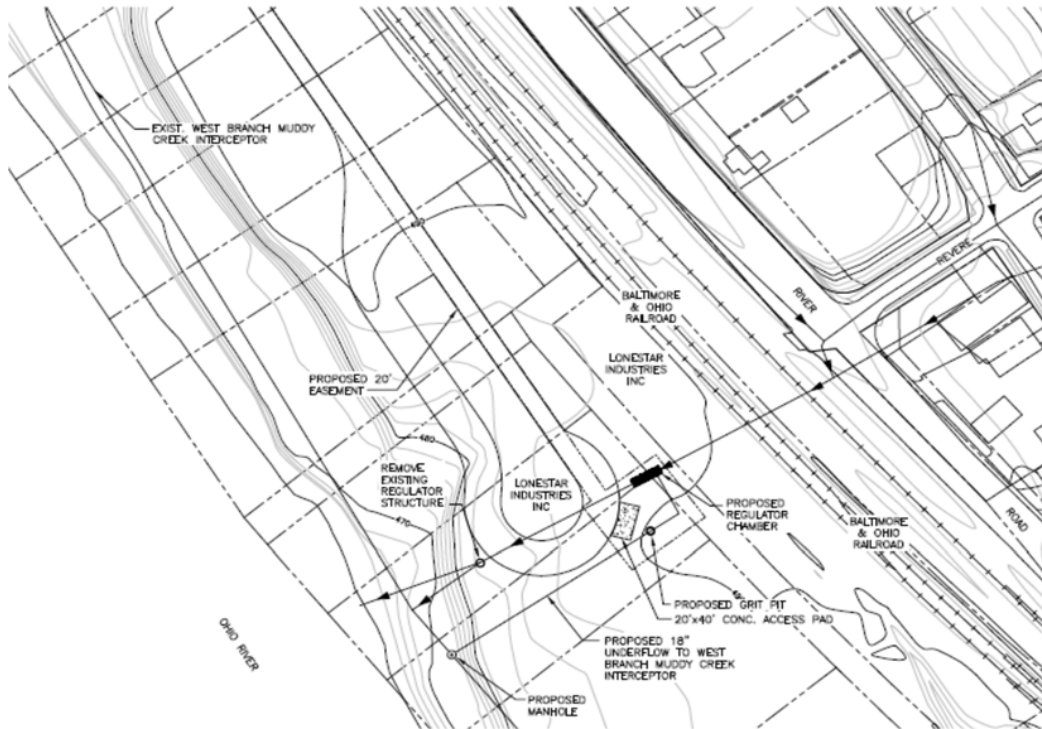 EXIST. WEST BRANCH MUDDY
CREEK INTERCEPTOR
REVERE
RIVER
BALTIMORE
& OHIO
RAILROAD
LONESTAR
INDUSTRIES
INC
PROPOSED 20'
EASEMENT
480
REMOVE
EXISTING
REGULATOR
STRUCTURE
LONESTAR
INDUSTRIES
INC
PROPOSED
REGULATOR
CHAMBER
470
ROAD
BALTIMORE
& OHIO
RAILROAD
PROPOSED GRIT PIT
20'x40' CONC. ACCESS PAD
OHIO RIVER
PROPOSED 18"
UNDERFLOW TO WEST
BRANCH MUDDY CREEK
INTERCEPTOR
PROPOSED
MANHOLE